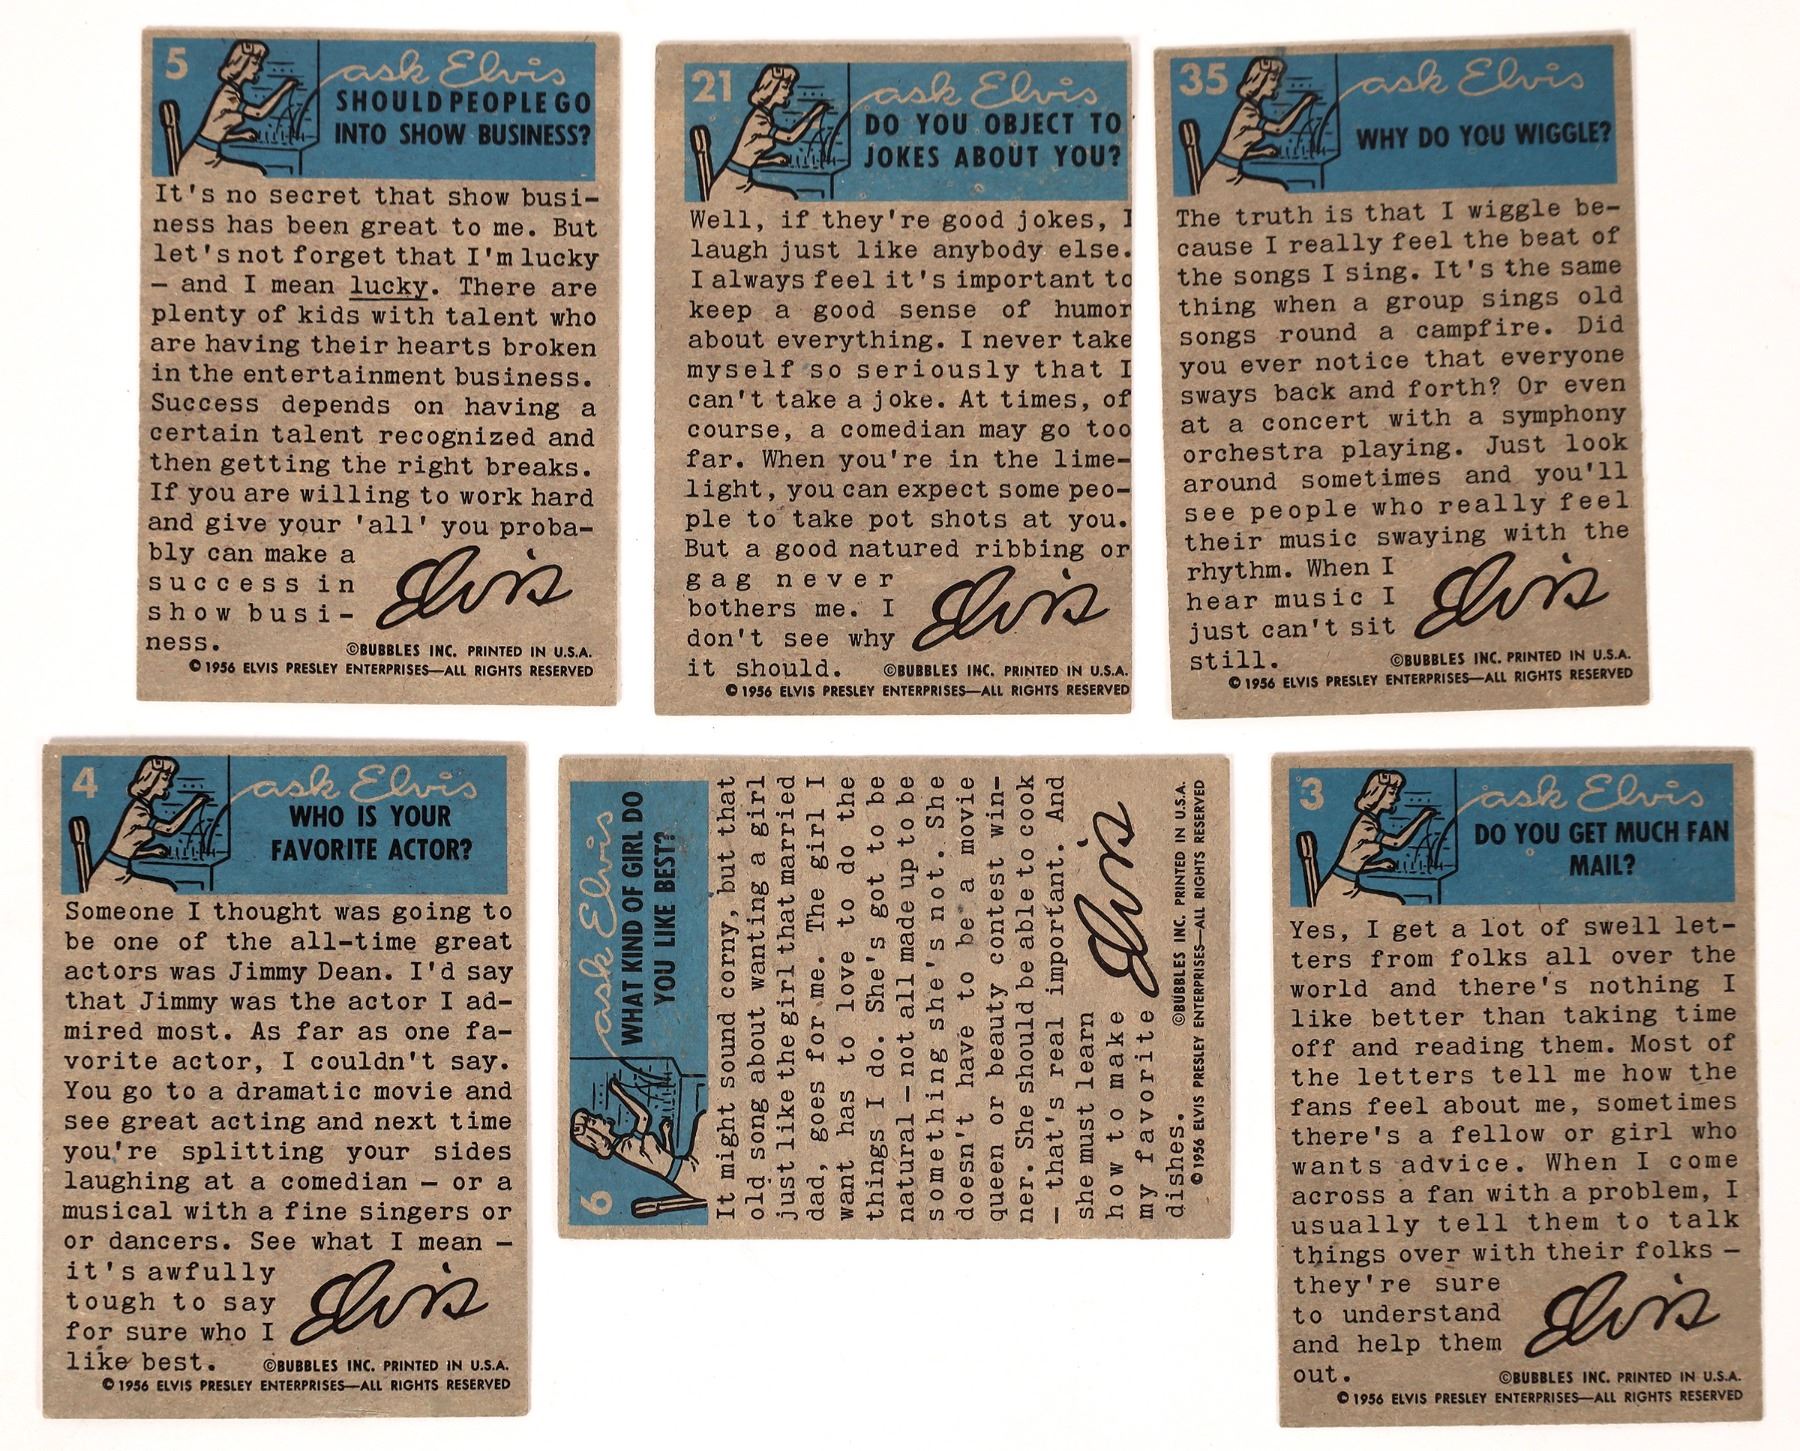 5
ask Elvis
SHOULD PEOPLE GO
INTO SHOW BUSINESS?
It's no secret that show busi-
ness has been great to me. But
let's not forget that I'm lucky
– and I mean lucky. There are
plenty of kids with talent who
are having their hearts broken
in the entertainment business.
Success depends on having a
certain talent recognized and
then getting the right breaks.
If you are willing to work hard
and give your 'all' you proba-
bly can make a
success in
show busi-
ness.
Elvis
©BUBBLES INC. PRINTED IN U.S.A.
© 1956 ELVIS PRESLEY ENTERPRISES—ALL RIGHTS RESERVED
21
ask Elvis
DO YOU OBJECT TO
JOKES ABOUT YOU?
Well, if they're good jokes, I
laugh just like anybody else.
I always feel it's important to
keep a good sense of humor
about everything. I never take
myself so seriously that I
can't take a joke. At times, of
course, a comedian may go too
far. When you're in the lime-
light, you can expect some peo-
ple to take pot shots at you.
But a good natured ribbing or
gag never
bothers me. I
don't see why
it should.
Elvis
©BUBBLES INC. PRINTED IN U.S.A.
© 1956 ELVIS PRESLEY ENTERPRISES—ALL RIGHTS RESERVED
35
ask Elvis
WHY DO YOU WIGGLE?
The truth is that I wiggle be-
cause I really feel the beat of
the songs I sing. It's the same
thing when a group sings old
songs round a campfire. Did
you ever notice that everyone
sways back and forth? Or even
at a concert with a symphony
orchestra playing. Just look
around sometimes and you'll
see people who really feel
their music swaying with the
rhythm. When I
hear music I
just can't sit
still.
Elvis
©BUBBLES INC. PRINTED IN U.S.A.
© 1956 ELVIS PRESLEY ENTERPRISES—ALL RIGHTS RESERVED
4
ask Elvis
WHO IS YOUR
FAVORITE ACTOR?
Someone I thought was going to
be one of the all-time great
actors was Jimmy Dean. I'd say
that Jimmy was the actor I ad-
mired most. As far as one fa-
vorite actor, I couldn't say.
You go to a dramatic movie and
see great acting and next time
you're splitting your sides
laughing at a comedian – or a
musical with a fine singers or
or dancers. See what I mean –
it's awfully
tough to say
for sure who I
like best.
Elvis
©BUBBLES INC. PRINTED IN U.S.A.
© 1956 ELVIS PRESLEY ENTERPRISES—ALL RIGHTS RESERVED
6
ask Elvis
WHAT KIND OF GIRL DO
YOU LIKE BEST?
It might sound corny, but that
old song about wanting a girl
just like the girl that married
dad, goes for me. The girl I
want has to love to do the
things I do. She's got to be
natural – not all made up to be
something she's not. She
doesn't have to be a movie
queen or beauty contest win-
ner. She should be able to cook
– that's real important. And
she must learn
how to make
my favorite
dishes.
Elvis
©BUBBLES INC. PRINTED IN U.S.A.
© 1956 ELVIS PRESLEY ENTERPRISES—ALL RIGHTS RESERVED
3
ask Elvis
DO YOU GET MUCH FAN
MAIL?
Yes, I get a lot of swell let-
ters from folks all over the
world and there's nothing I
like better than taking time
off and reading them. Most of
the letters tell me how the
fans feel about me, sometimes
there's a fellow or girl who
wants advice. When I come
across a fan with a problem, I
usually tell them to talk
things over with their folks –
they're sure
to understand
and help them
out.
Elvis
©BUBBLES INC. PRINTED IN U.S.A.
© 1956 ELVIS PRESLEY ENTERPRISES—ALL RIGHTS RESERVED